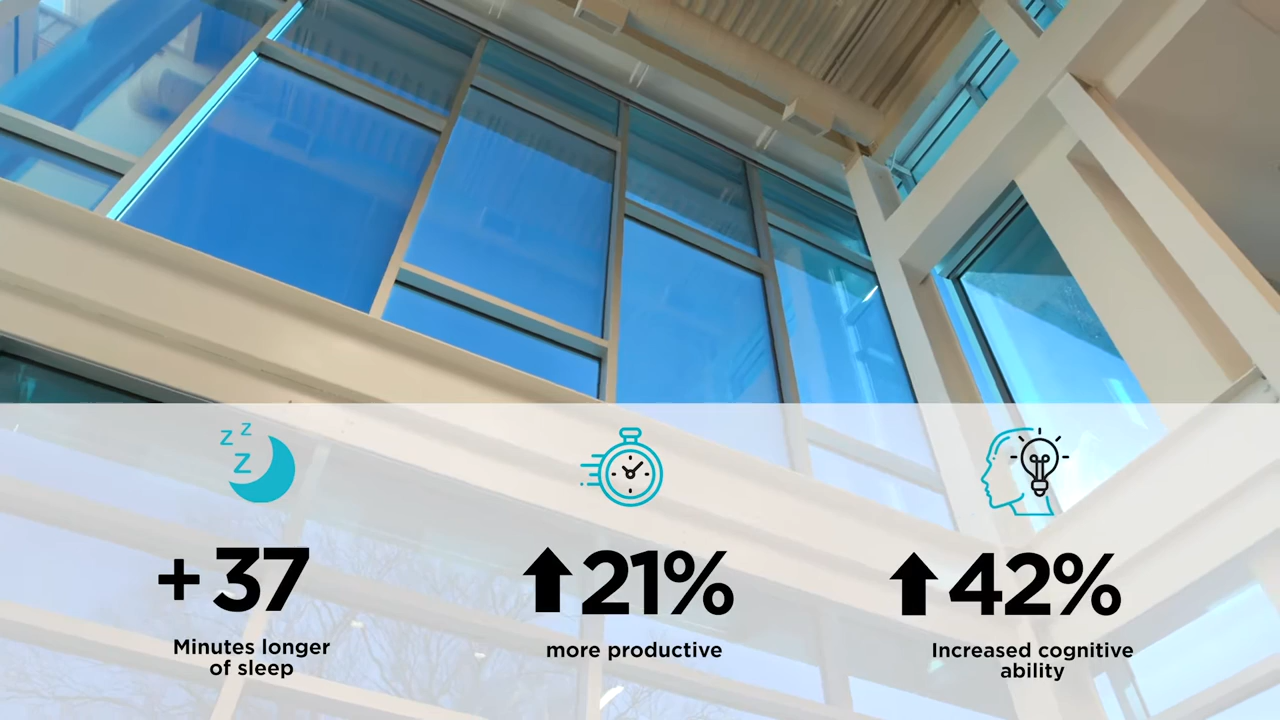 z z
z
+ 37
Minutes longer
of sleep
21%
more productive
42%
Increased cognitive
ability